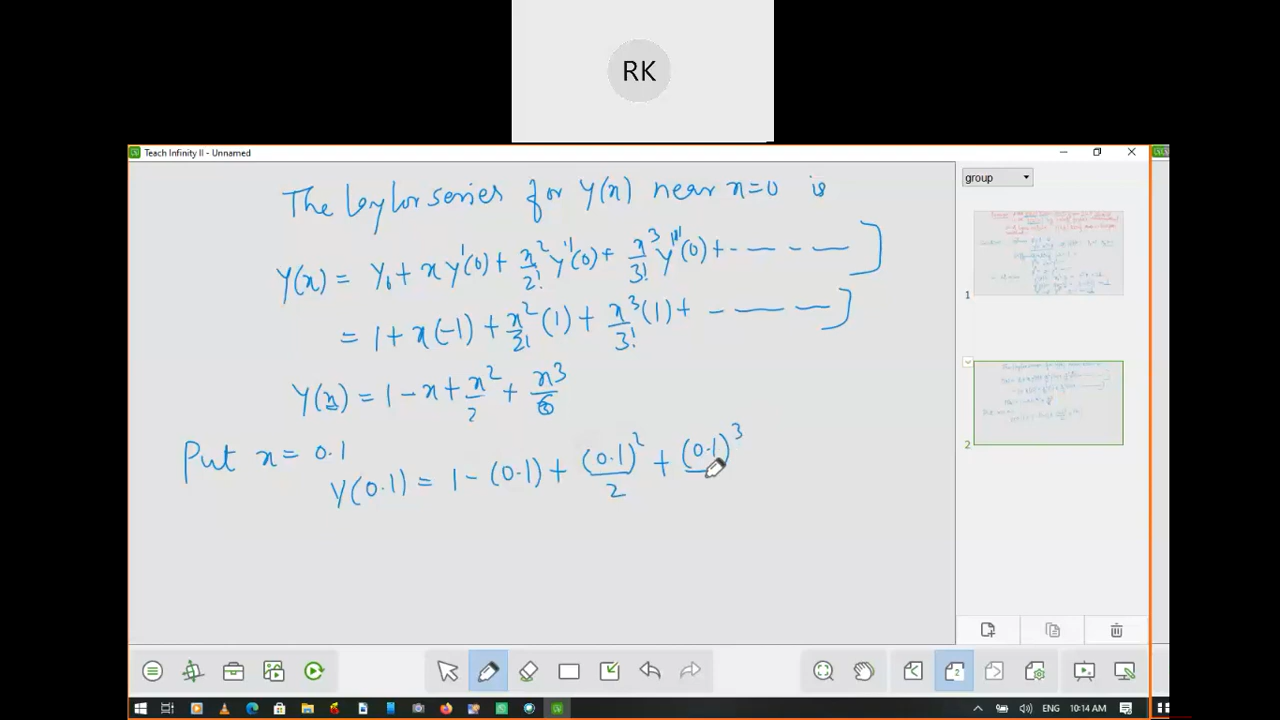 RK
Teach Infinity II - Unnamed
The Taylor series for y(x) near x=0 is
y(x) = y₀ + x y'(0) + x²/2! y''(0) + x³/3! y'''(0) + - — - —
= 1 + x(-1) + x²/2! (1) + x³/3! (1) + - — —
y(x) = 1 - x + x²/2 + x³/6
Put x = 0.1
y(0.1) = 1 - (0.1) + (0.1)²/2 + (0.1)³
group
1
2
2
ENG
10:14 AM